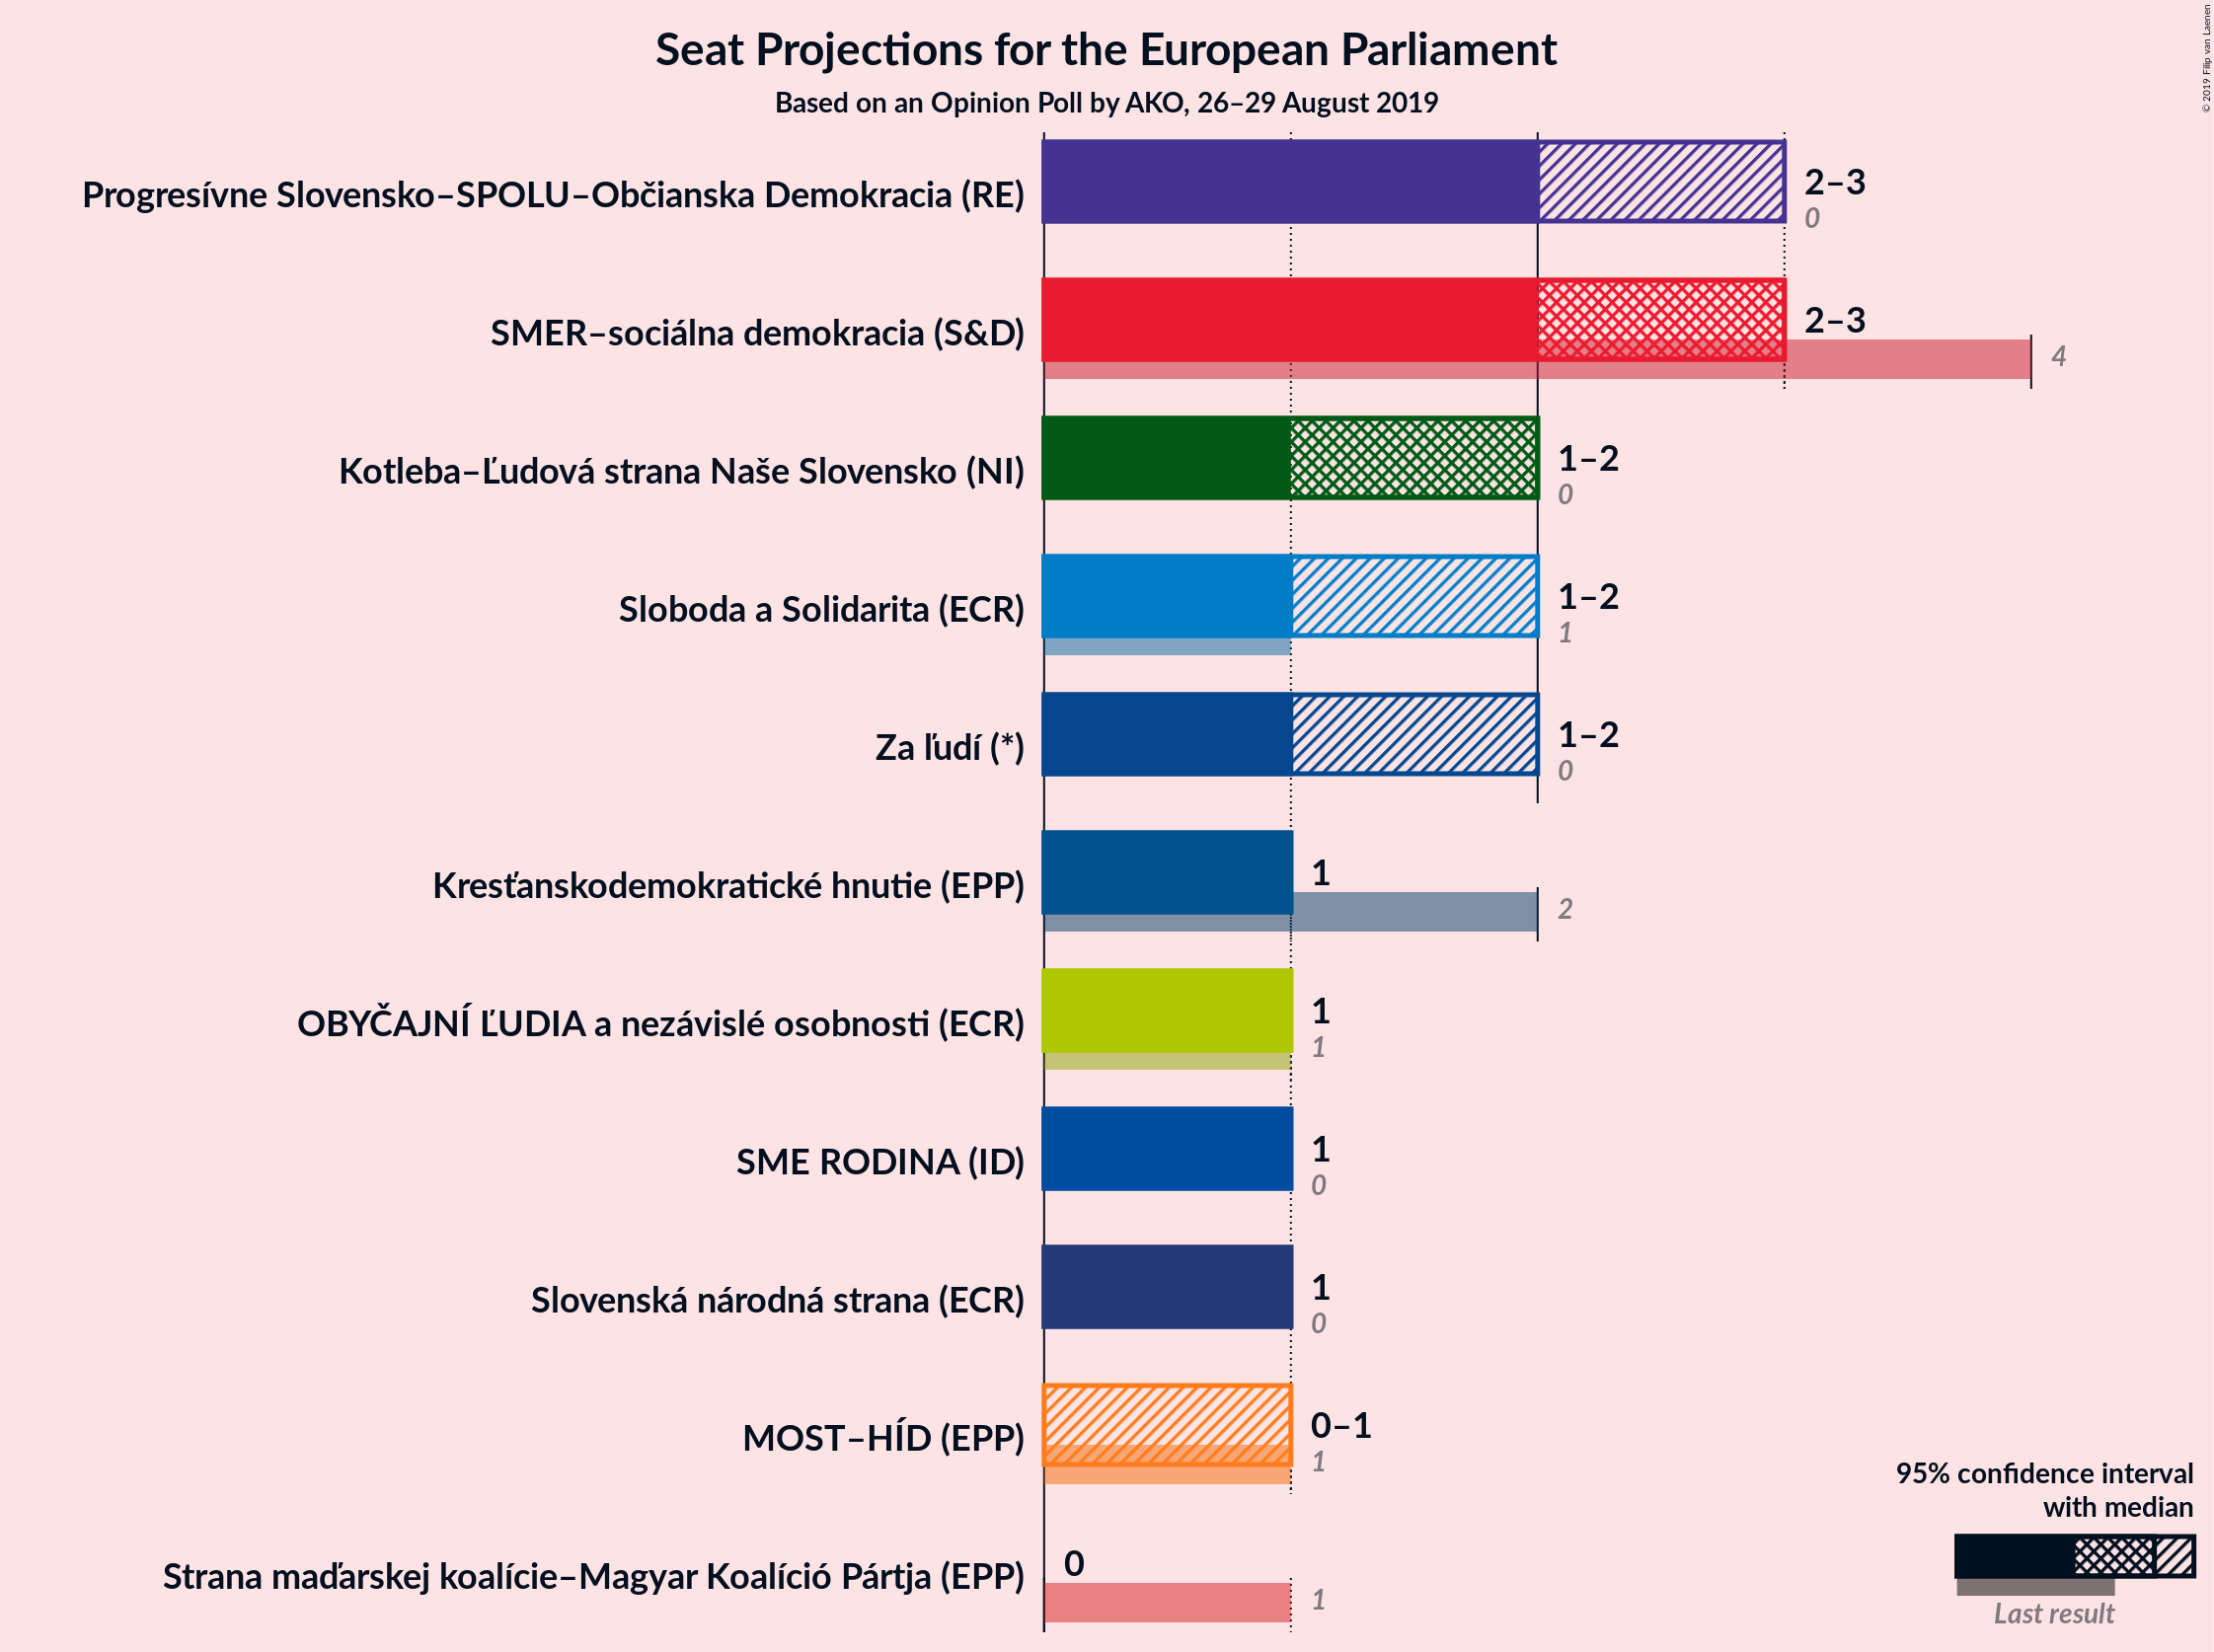 Seat Projections for the European Parliament
Based on an Opinion Poll by AKO, 26–29 August 2019
© 2019 Filip van Laenen
Progresívne Slovensko–SPOLU–Občianska Demokracia (RE)
2–3
0
SMER–sociálna demokracia (S&D)
2–3
4
Kotleba–Ľudová strana Naše Slovensko (NI)
1–2
0
Sloboda a Solidarita (ECR)
1–2
1
Za ľudí (*)
1–2
0
Kresťanskodemokratické hnutie (EPP)
1
2
OBYČAJNÍ ĽUDIA a nezávislé osobnosti (ECR)
1
1
SME RODINA (ID)
1
0
Slovenská národná strana (ECR)
1
0
MOST–HÍD (EPP)
0–1
1
Strana maďarskej koalície–Magyar Koalíció Pártja (EPP)
0
1
95% confidence interval
with median
Last result